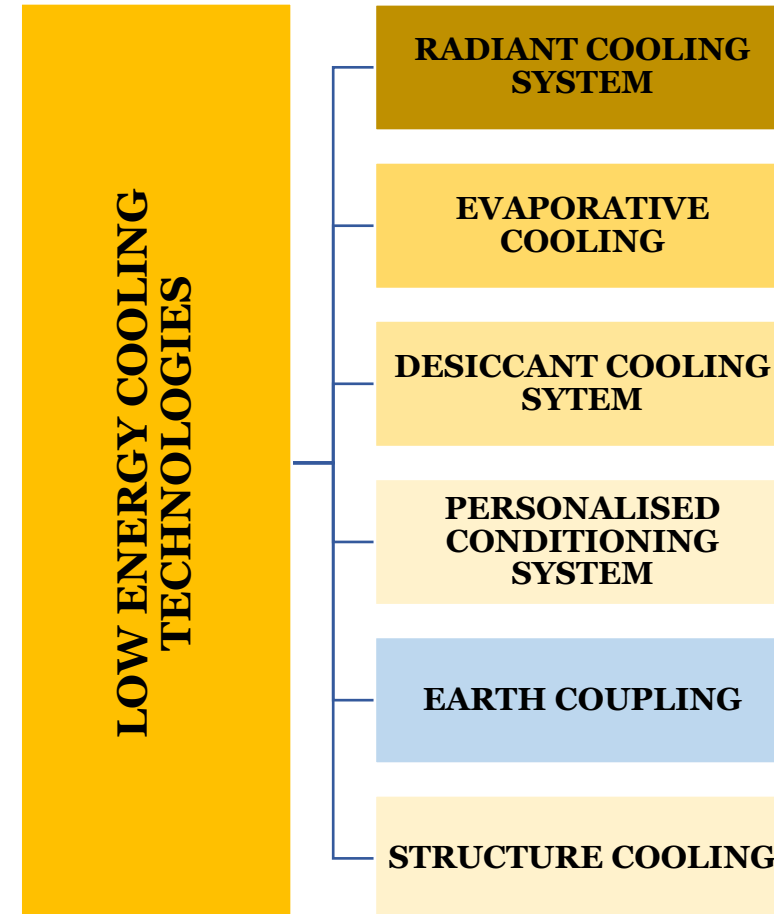 LOW ENERGY COOLING
TECHNOLOGIES
RADIANT COOLING
SYSTEM
EVAPORATIVE
COOLING
DESICCANT COOLING
SYTEM
PERSONALISED
CONDITIONING
SYSTEM
EARTH COUPLING
STRUCTURE COOLING